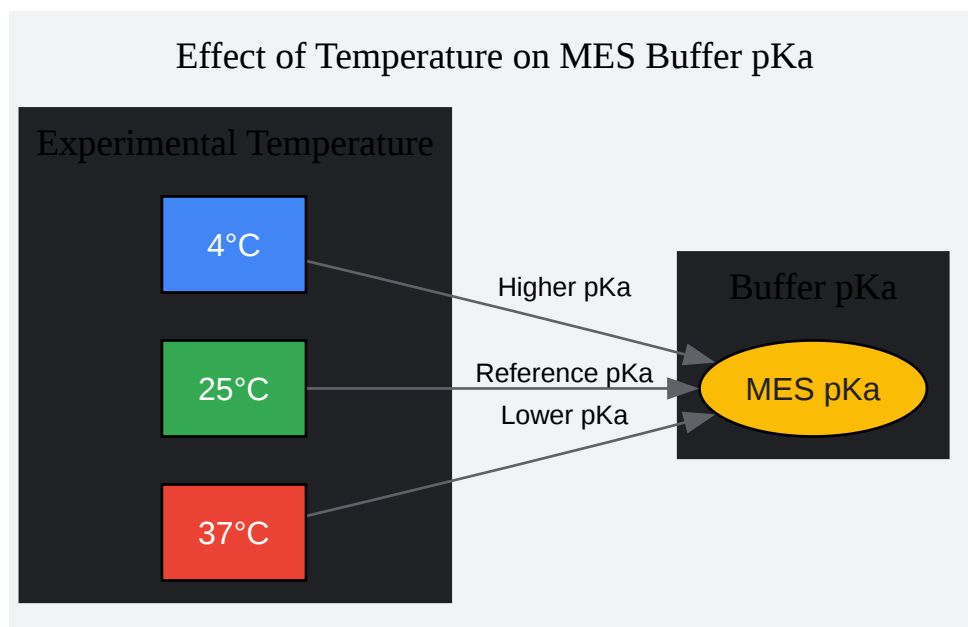 Effect of Temperature on MES Buffer pKa
Experimental Temperature
4°C
Higher pKa
Buffer pKa
25°C
Reference pKa
MES pKa
Lower pKa
37°C